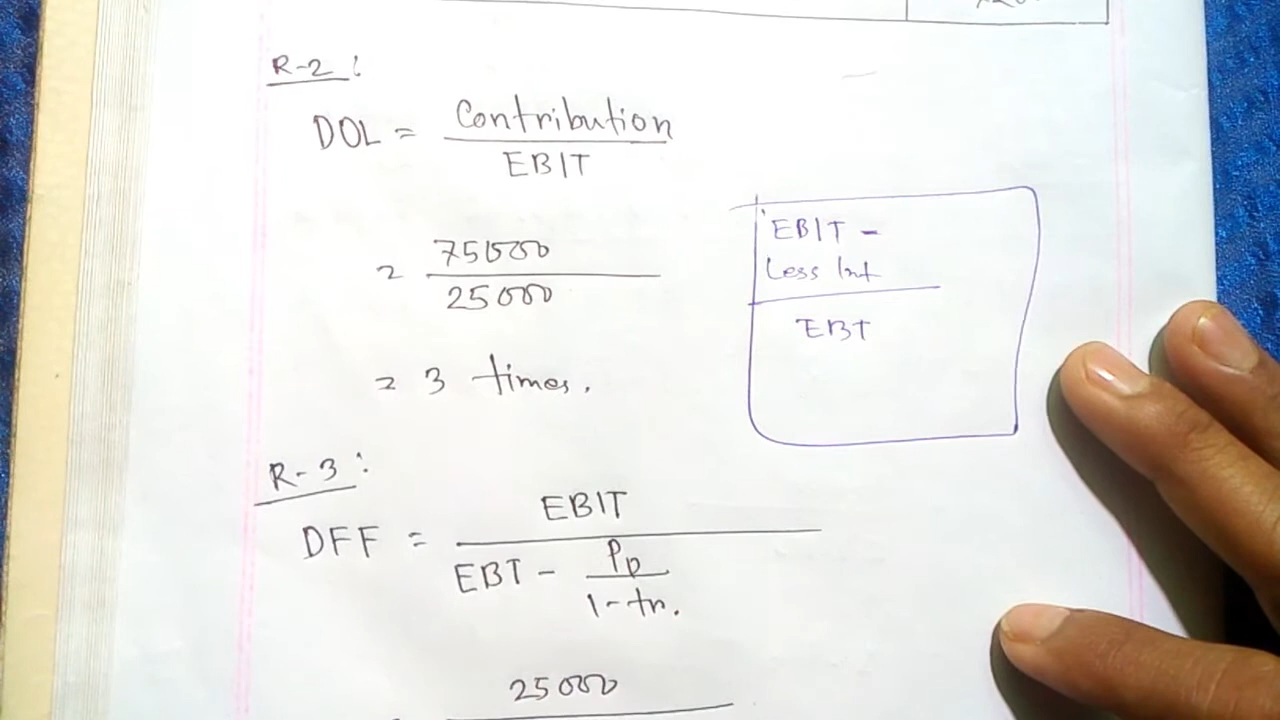 R-2:
DOL = Contribution / EBIT
= 75000 / 25000
= 3 times.
EBIT -
Less Int
EBT
R-3:
DFF = EBIT / EBT - Pp / 1-tr.
25000